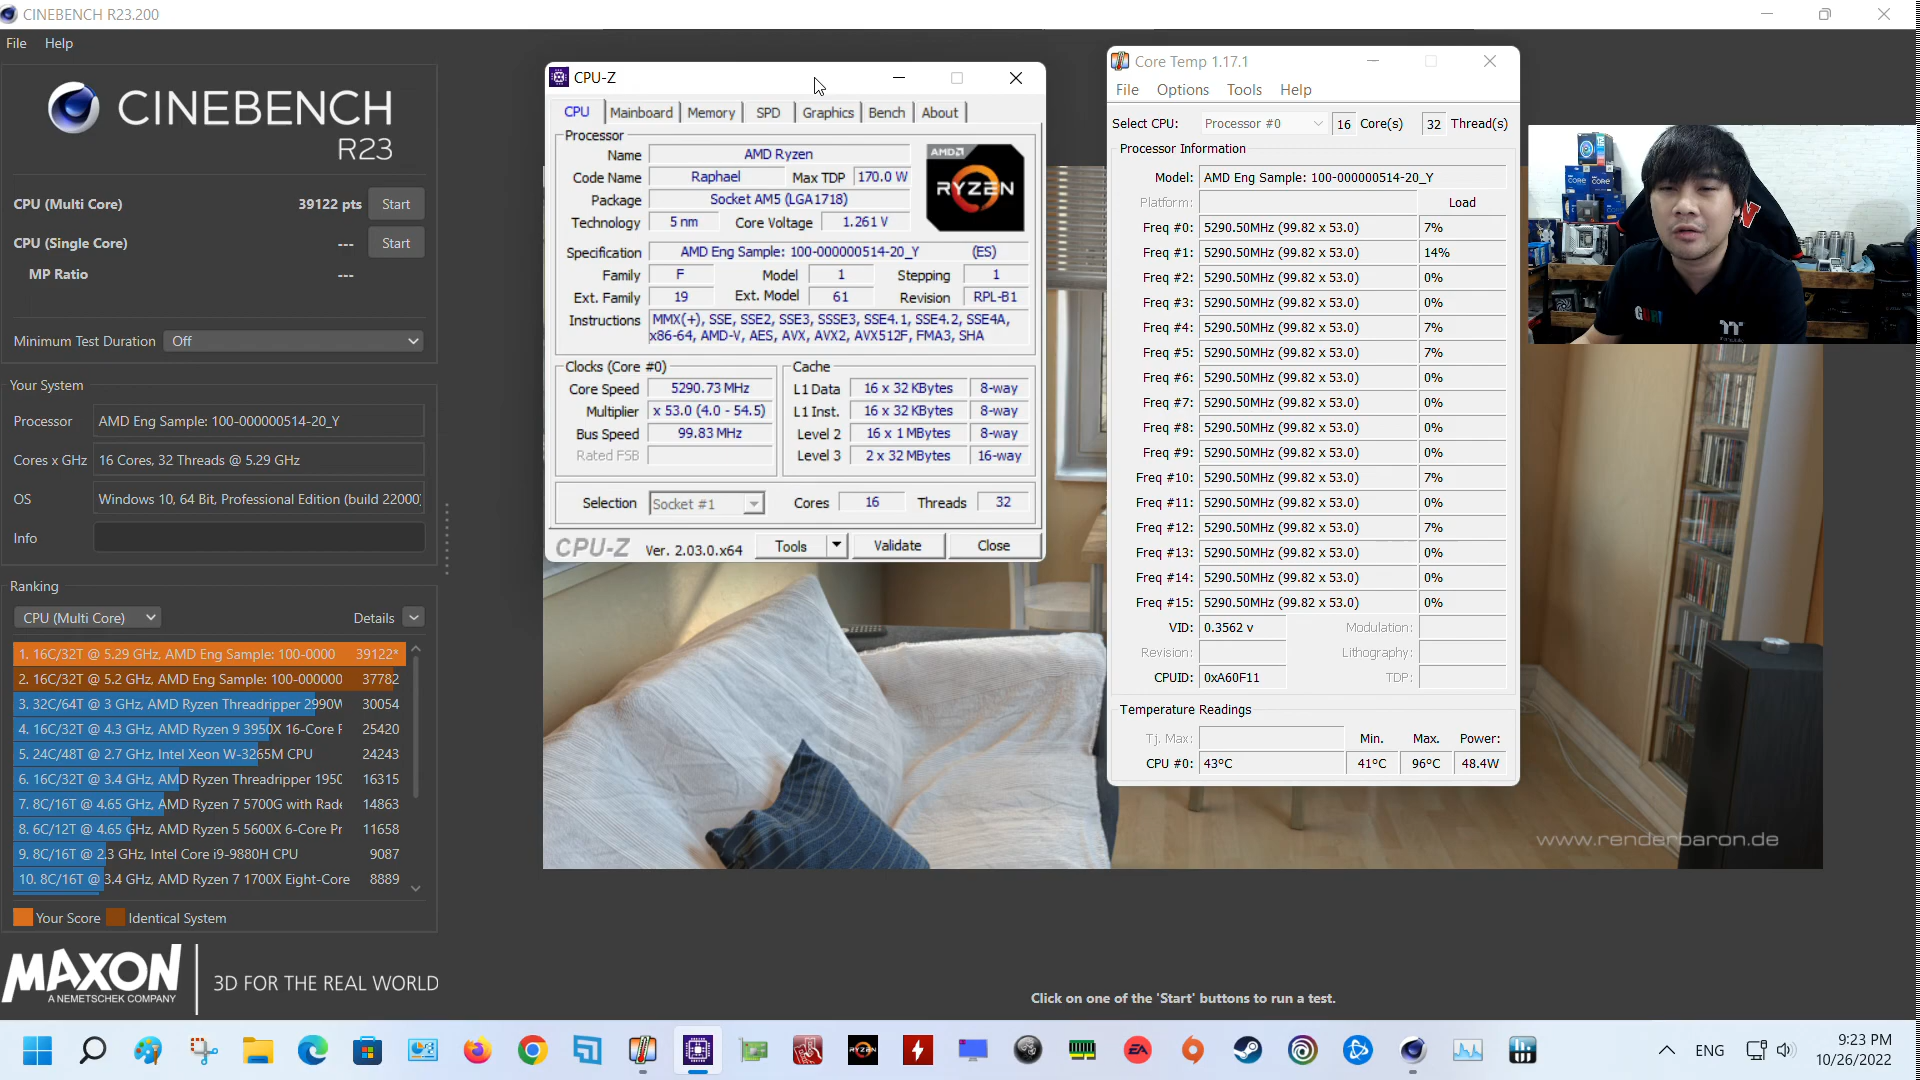 CINEBENCH R23.200
File Help
CINEBENCH
R23
CPU (Multi Core) 39122 pts Start
CPU (Single Core) --- Start
MP Ratio ---
Minimum Test Duration Off
Your System
Processor AMD Eng Sample: 100-000000514-20_Y
Cores x GHz 16 Cores, 32 Threads @ 5.29 GHz
OS Windows 10, 64 Bit, Professional Edition (build 22000)
Info
Ranking
CPU (Multi Core) Details
1. 16C/32T @ 5.29 GHz, AMD Eng Sample: 100-0000 39122*
2. 16C/32T @ 5.2 GHz, AMD Eng Sample: 100-000000 37782
3. 32C/64T @ 3 GHz, AMD Ryzen Threadripper 2990W 30054
4. 16C/32T @ 4.3 GHz, AMD Ryzen 9 3950X 16-Core P 25420
5. 24C/48T @ 2.7 GHz, Intel Xeon W-3265M CPU 24243
6. 16C/32T @ 3.4 GHz, AMD Ryzen Threadripper 1950 16315
7. 8C/16T @ 4.65 GHz, AMD Ryzen 7 5700G with Rade 14863
8. 6C/12T @ 4.65 GHz, AMD Ryzen 5 5600X 6-Core Pr 11658
9. 8C/16T @ 2.3 GHz, Intel Core i9-9880H CPU 9087
10. 8C/16T @ 3.4 GHz, AMD Ryzen 7 1700X Eight-Core 8889
Your Score Identical System
MAXON
A NEMETSCHEK COMPANY
3D FOR THE REAL WORLD
CPU-Z
CPU Mainboard Memory SPD Graphics Bench About
Processor
Name AMD Ryzen
Code Name Raphael Max TDP 170.0 W
Package Socket AM5 (LGA1718)
Technology 5 nm Core Voltage 1.261 V
AMD
RYZEN
Specification AMD Eng Sample: 100-000000514-20_Y (ES)
Family F Model 1 Stepping 1
Ext. Family 19 Ext. Model 61 Revision RPL-B1
Instructions MMX(+), SSE, SSE2, SSE3, SSSE3, SSE4.1, SSE4.2, SSE4A,
x86-64, AMD-V, AES, AVX, AVX2, AVX512F, FMA3, SHA
Clocks (Core #0)
Core Speed 5290.73 MHz
Multiplier x 53.0 (4.0 - 54.5)
Bus Speed 99.83 MHz
Rated FSB
Cache
L1 Data 16 x 32 KBytes 8-way
L1 Inst. 16 x 32 KBytes 8-way
Level 2 16 x 1 MBytes 8-way
Level 3 2 x 32 MBytes 16-way
Selection Socket #1 Cores 16 Threads 32
CPU-Z Ver. 2.03.0.x64 Tools Validate Close
Core Temp 1.17.1
File Options Tools Help
Select CPU: Processor #0 16 Core(s) 32 Thread(s)
Processor Information
Model: AMD Eng Sample: 100-000000514-20_Y
Platform:
Load
Freq #0: 5290.50MHz (99.82 x 53.0) 7%
Freq #1: 5290.50MHz (99.82 x 53.0) 14%
Freq #2: 5290.50MHz (99.82 x 53.0) 0%
Freq #3: 5290.50MHz (99.82 x 53.0) 0%
Freq #4: 5290.50MHz (99.82 x 53.0) 7%
Freq #5: 5290.50MHz (99.82 x 53.0) 7%
Freq #6: 5290.50MHz (99.82 x 53.0) 0%
Freq #7: 5290.50MHz (99.82 x 53.0) 0%
Freq #8: 5290.50MHz (99.82 x 53.0) 0%
Freq #9: 5290.50MHz (99.82 x 53.0) 0%
Freq #10: 5290.50MHz (99.82 x 53.0) 7%
Freq #11: 5290.50MHz (99.82 x 53.0) 0%
Freq #12: 5290.50MHz (99.82 x 53.0) 7%
Freq #13: 5290.50MHz (99.82 x 53.0) 0%
Freq #14: 5290.50MHz (99.82 x 53.0) 0%
Freq #15: 5290.50MHz (99.82 x 53.0) 0%
VID: 0.3562 v Modulation:
Revision: Lithography:
CPUID: 0xA60F11 TDP:
Temperature Readings
Tj. Max: Min. Max. Power:
CPU #0: 43ºC 41ºC 96ºC 48.4W
www.renderbaron.de
Click on one of the 'Start' buttons to run a test.
RYZEN
EA
ENG
9:23 PM
10/26/2022